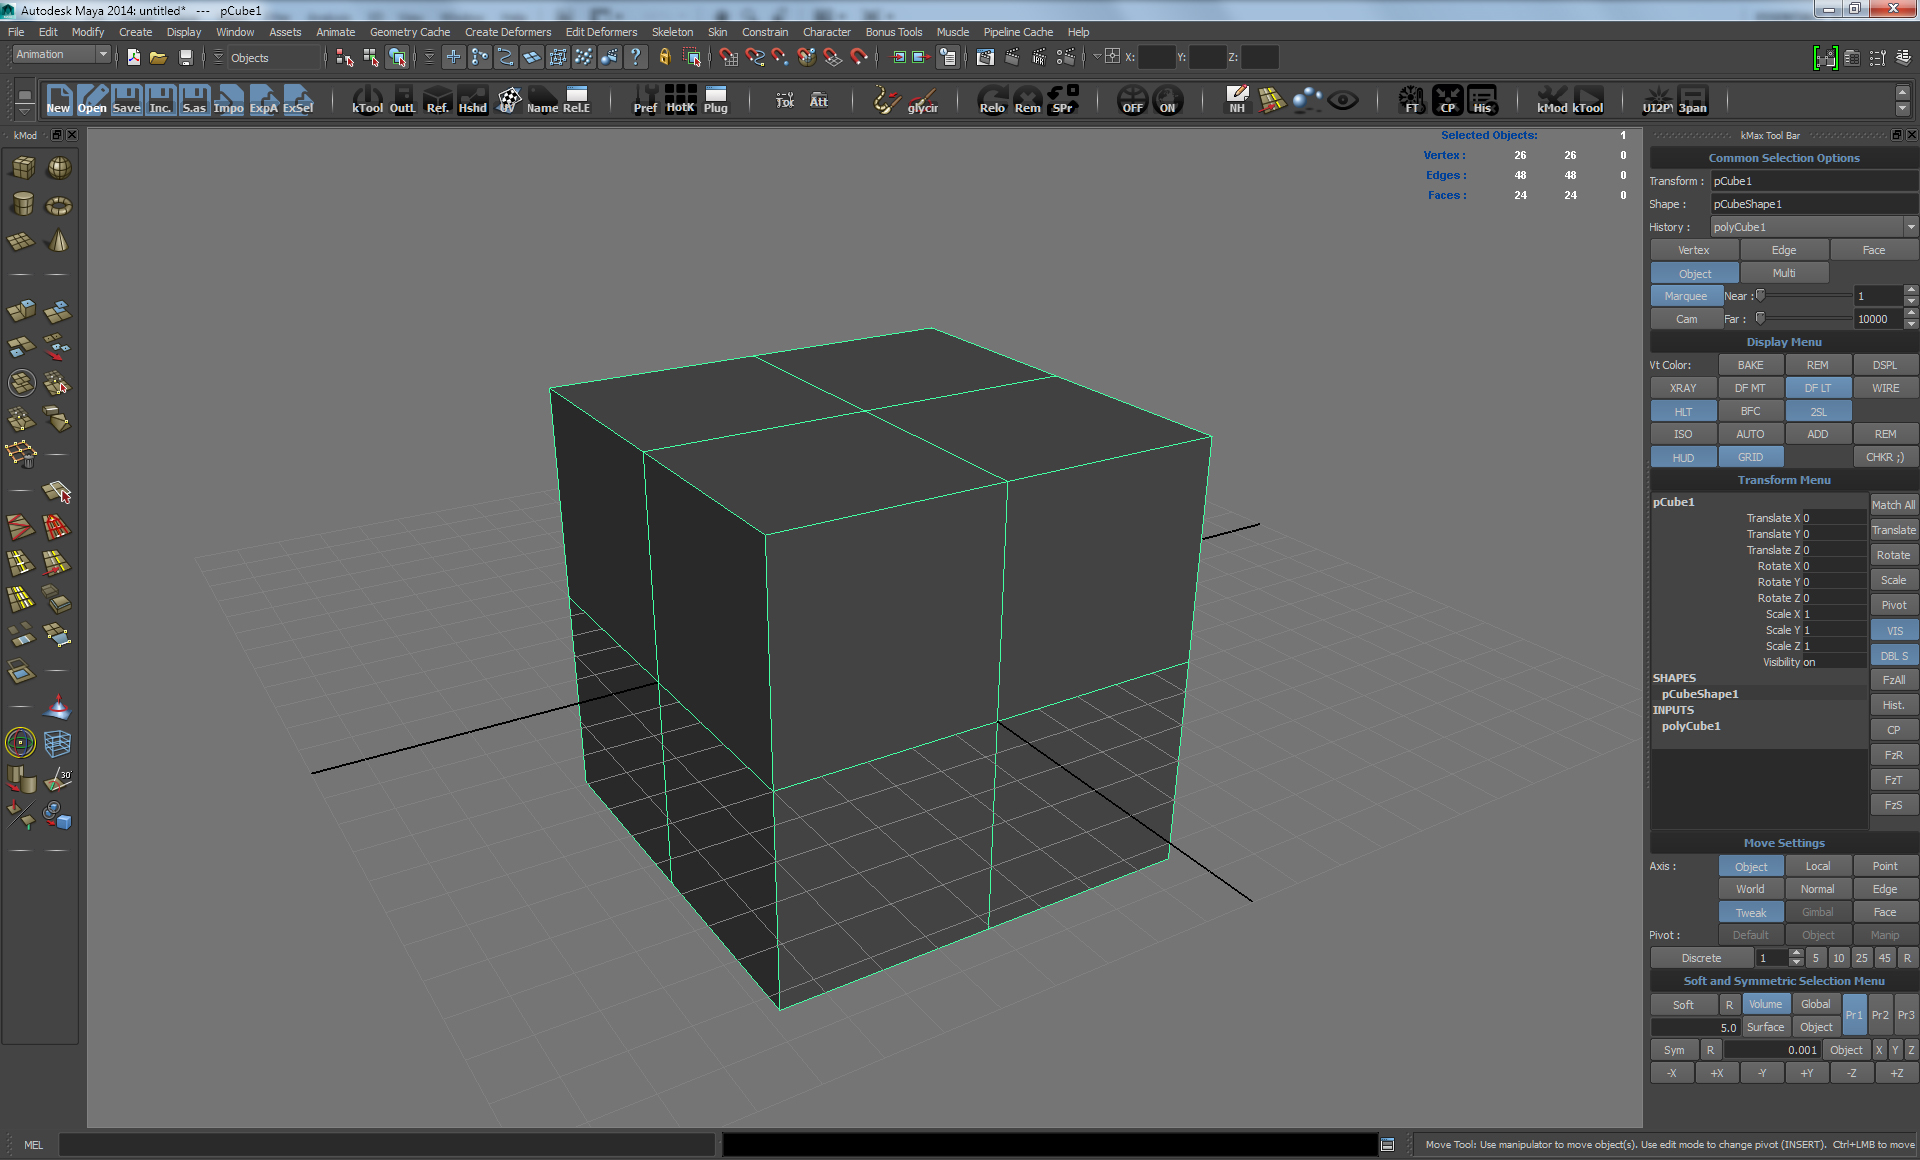 Autodesk Maya 2014: untitled* --- pCube1
File Edit Modify Create Display Window Assets Animate Geometry Cache Create Deformers Edit Deformers Skeleton Skin Constrain Character Bonus Tools Muscle Pipeline Cache Help
Animation Objects X: Y: Z:
New Open Save Inc. S.as Impo ExpA ExSel kTool OutL Ref. Hshd UV Name Rel.E Pref HotK Plug Att glycir Relo Rem SPr OFF ON NH FT CP His kMod kTool UI2P 3pan
kMod
30°
Selected Objects: 1
Vertex : 26 26 0
Edges : 48 48 0
Faces : 24 24 0
kMax Tool Bar
Common Selection Options
Transform : pCube1
Shape : pCubeShape1
History : polyCube1
Vertex Edge Face
Object Multi
Marquee Near : 1
Cam Far : 10000
Display Menu
Vt Color: BAKE REM DSPL
XRAY DF MT DF LT WIRE
HLT BFC 2SL
ISO AUTO ADD REM
HUD GRID CHKR ;)
Transform Menu
pCube1
Translate X 0
Translate Y 0
Translate Z 0
Rotate X 0
Rotate Y 0
Rotate Z 0
Scale X 1
Scale Y 1
Scale Z 1
Visibility on
SHAPES
pCubeShape1
INPUTS
polyCube1
Match All
Translate
Rotate
Scale
Pivot
VIS
DBL S
FzAll
Hist.
CP
FzR
FzT
FzS
Move Settings
Axis : Object Local Point
World Normal Edge
Tweak Gimbal Face
Pivot : Default Object Manip
Discrete 1 5 10 25 45 R
Soft and Symmetric Selection Menu
Soft R Volume Global Pr1 Pr2 Pr3
5.0 Surface Object
Sym R 0.001 Object X Y Z
-X +X -Y +Y -Z +Z
MEL
Move Tool: Use manipulator to move object(s). Use edit mode to change pivot (INSERT). Ctrl+LMB to move